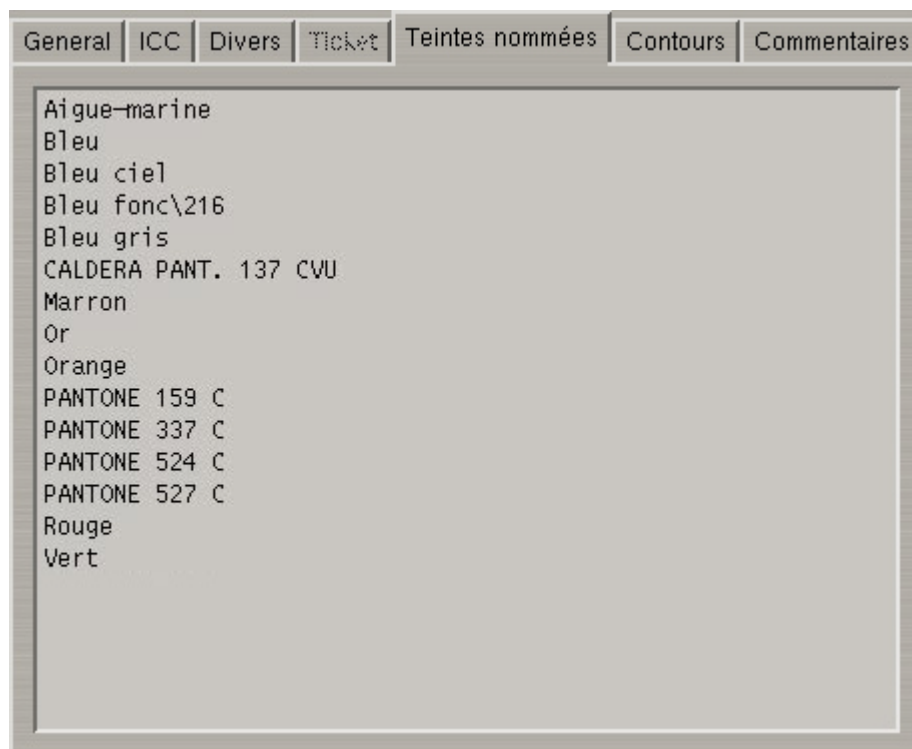 General ICC Divers Ticket Teintes nommées Contours Commentaires
Aigue-marine
Bleu
Bleu ciel
Bleu fonc\216
Bleu gris
CALDERA PANT. 137 CVU
Marron
Or
Orange
PANTONE 159 C
PANTONE 337 C
PANTONE 524 C
PANTONE 527 C
Rouge
Vert